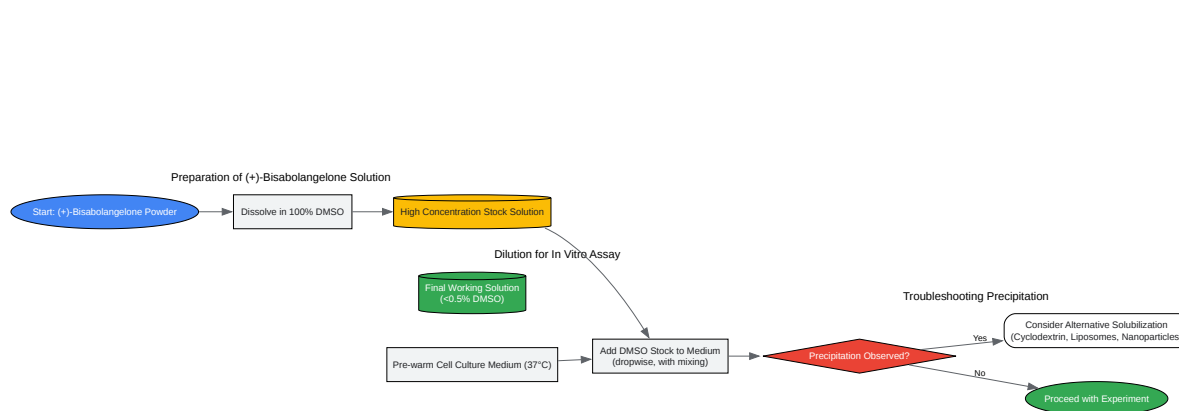 Preparation of (+)-Bisabolangelone Solution
Start: (+)-Bisabolangelone Powder
Dissolve in 100% DMSO
High Concentration Stock Solution
Dilution for In Vitro Assay
Final Working Solution
(<0.5% DMSO)
Pre-warm Cell Culture Medium (37°C)
Add DMSO Stock to Medium
(dropwise, with mixing)
Troubleshooting Precipitation
Precipitation Observed?
Yes
Consider Alternative Solubilization
(Cyclodextrin, Liposomes, Nanoparticles
No
Proceed with Experiment